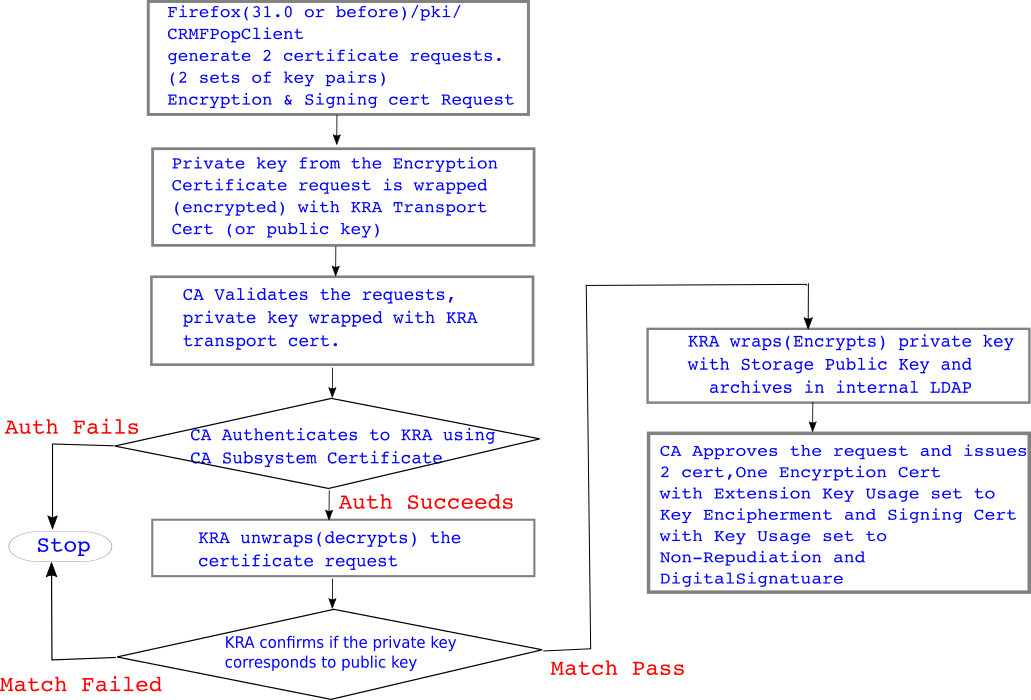 Firefox(31.0 or before)/pki/
CRMFPopClient
generate 2 certificate requests.
(2 sets of key pairs)
Encryption & Signing cert Request
Private key from the Encryption
Certificate request is wrapped
(encrypted) with KRA Transport
Cert (or public key)
CA Validates the requests,
private key wrapped with KRA
transport cert.
Auth Fails
CA Authenticates to KRA using
CA Subsystem Certificate
Auth Succeeds
Stop
KRA unwraps(decrypts) the
certificate request
KRA confirms if the private key
corresponds to public key
Match Failed
Match Pass
KRA wraps(Encrypts) private key
with Storage Public Key and
archives in internal LDAP
CA Approves the request and issues
2 cert,One Encyrption Cert
with Extension Key Usage set to
Key Encipherment and Signing Cert
with Key Usage set to
Non-Repudiation and
DigitalSignatuare